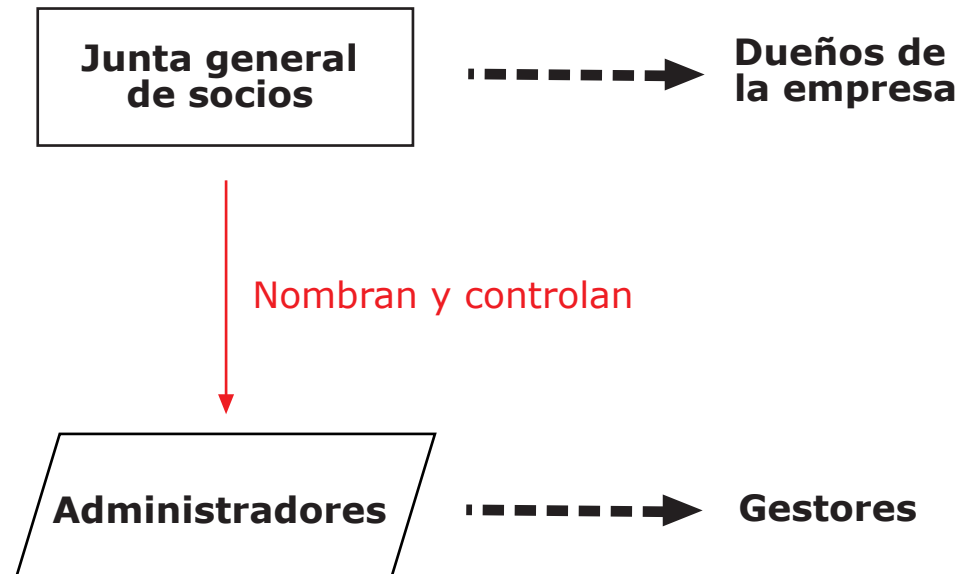 Junta general
de socios
Dueños de
la empresa
Nombran y controlan
Administradores
Gestores